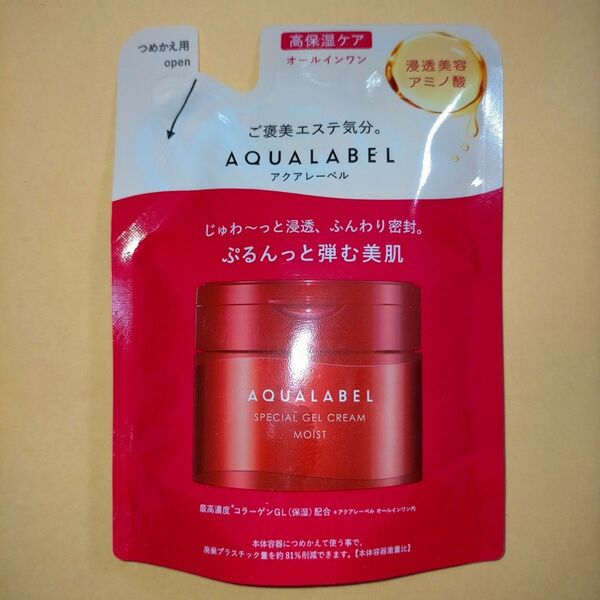 つめかえ用
open
高保湿ケア
オールインワン
浸透美容
アミノ酸
ご褒美エステ気分。
AQUALABEL
アクアレーベル
じゅわ〜っと浸透、ふんわり密封。
ぷるんっと弾む美肌
AQUALABEL
SPECIAL GEL CREAM
MOIST
最高濃度*コラーゲンGL(保湿)配合 *アクアレーベル オールインワン内
本体容器につめかえて使う事で、
廃棄プラスチック量を約81%削減できます。【本体容器重量比】